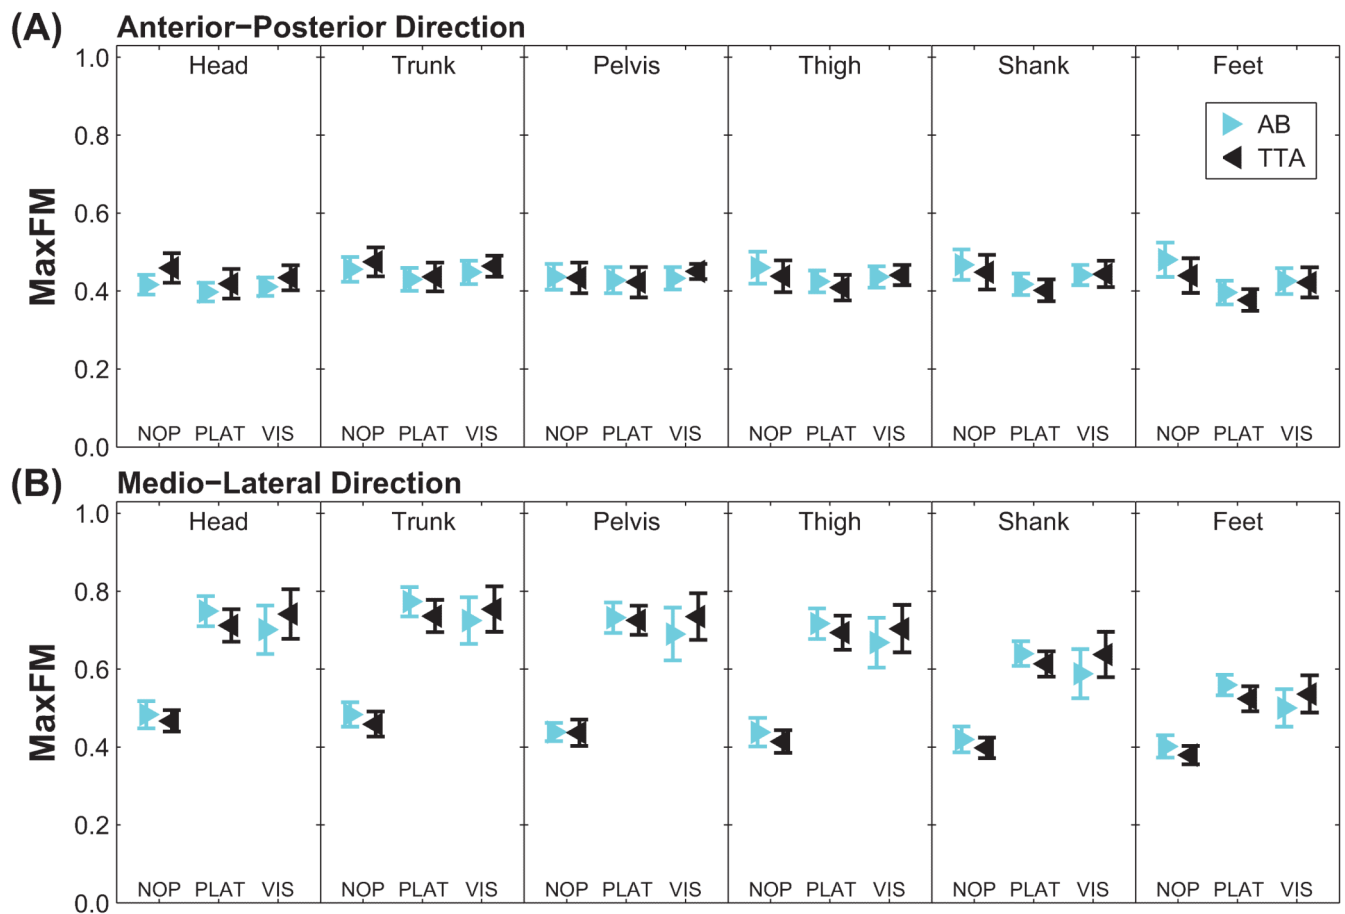 (A) Anterior−Posterior Direction
Head Trunk Pelvis Thigh Shank Feet
AB
TTA
MaxFM
1.0
0.8
0.6
0.4
0.2
0.0
NOP PLAT VIS NOP PLAT VIS NOP PLAT VIS NOP PLAT VIS NOP PLAT VIS NOP PLAT VIS
(B) Medio−Lateral Direction
Head Trunk Pelvis Thigh Shank Feet
MaxFM
1.0
0.8
0.6
0.4
0.2
0.0
NOP PLAT VIS NOP PLAT VIS NOP PLAT VIS NOP PLAT VIS NOP PLAT VIS NOP PLAT VIS